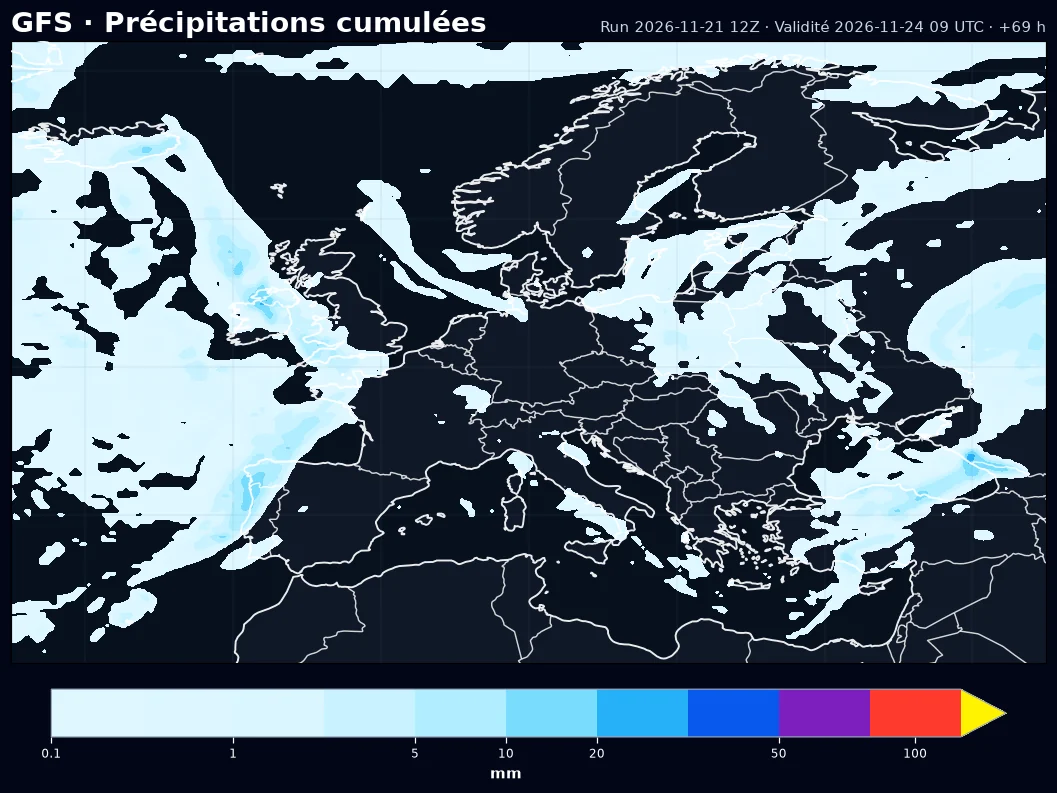 GFS · Précipitations cumulées
Run 2026-11-21 12Z · Validité 2026-11-24 09 UTC · +69 h
0.1 1 5 10 20 50 100
mm